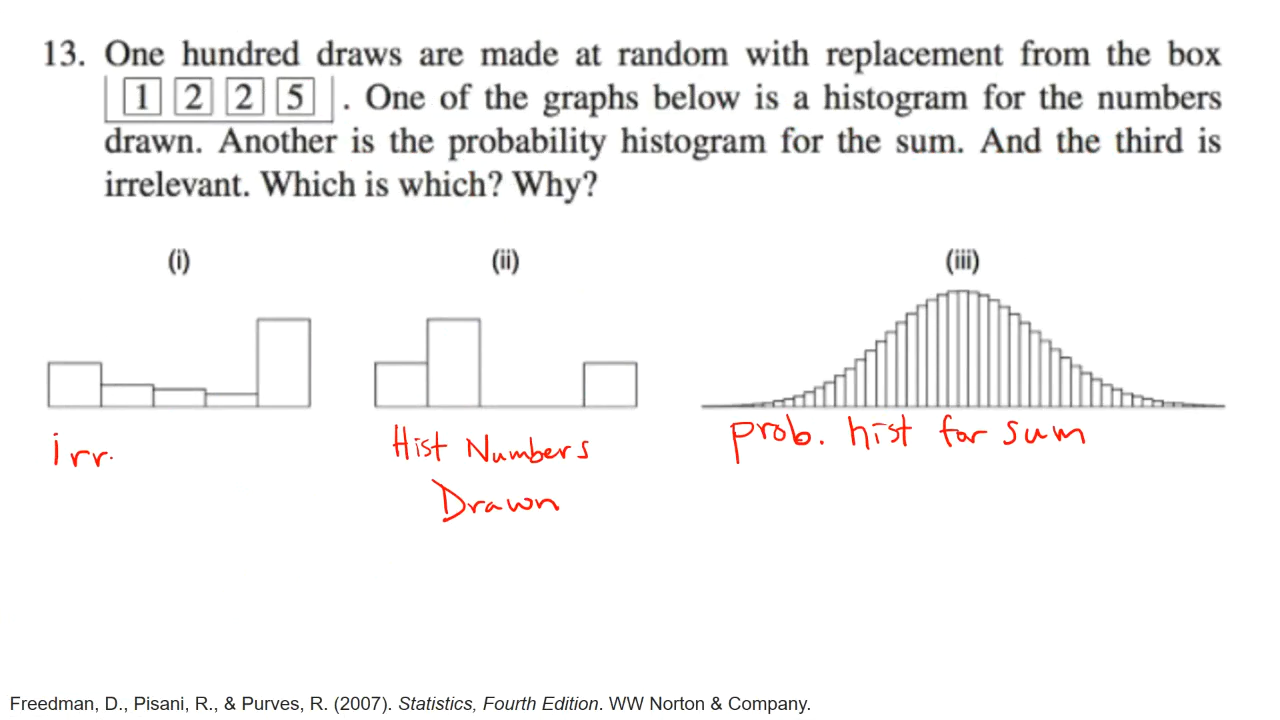 13. One hundred draws are made at random with replacement from the box
1 2 2 5 . One of the graphs below is a histogram for the numbers
drawn. Another is the probability histogram for the sum. And the third is
irrelevant. Which is which? Why?
(i) (ii) (iii)
irr. Hist Numbers prob. hist for sum
Drawn
Freedman, D., Pisani, R., & Purves, R. (2007). Statistics, Fourth Edition. WW Norton & Company.